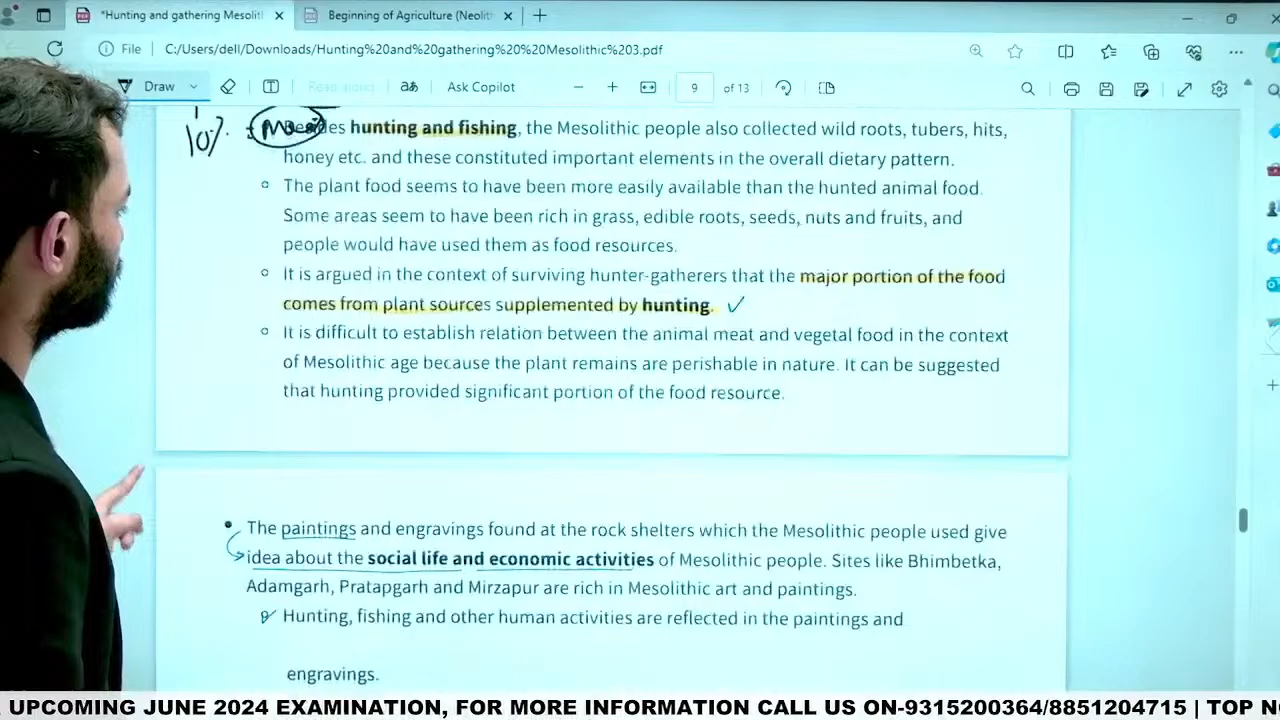 *Hunting and gathering Mesolit
Beginning of Agriculture (Neolit
File
C:/Users/dell/Downloads/Hunting%20and%20gathering%20%20Mesolithic%203.pdf
Draw
Read aloud
aあ
Ask Copilot
9 of 13
10%.
hunting and fishing, the Mesolithic people also collected wild roots, tubers, hits,
honey etc. and these constituted important elements in the overall dietary pattern.
The plant food seems to have been more easily available than the hunted animal food.
Some areas seem to have been rich in grass, edible roots, seeds, nuts and fruits, and
people would have used them as food resources.
It is argued in the context of surviving hunter-gatherers that the major portion of the food
comes from plant sources supplemented by hunting.
It is difficult to establish relation between the animal meat and vegetal food in the context
of Mesolithic age because the plant remains are perishable in nature. It can be suggested
that hunting provided significant portion of the food resource.
The paintings and engravings found at the rock shelters which the Mesolithic people used give
idea about the social life and economic activities of Mesolithic people. Sites like Bhimbetka,
Adamgarh, Pratapgarh and Mirzapur are rich in Mesolithic art and paintings.
Hunting, fishing and other human activities are reflected in the paintings and
engravings.
UPCOMING JUNE 2024 EXAMINATION, FOR MORE INFORMATION CALL US ON-9315200364/8851204715 | TOP N